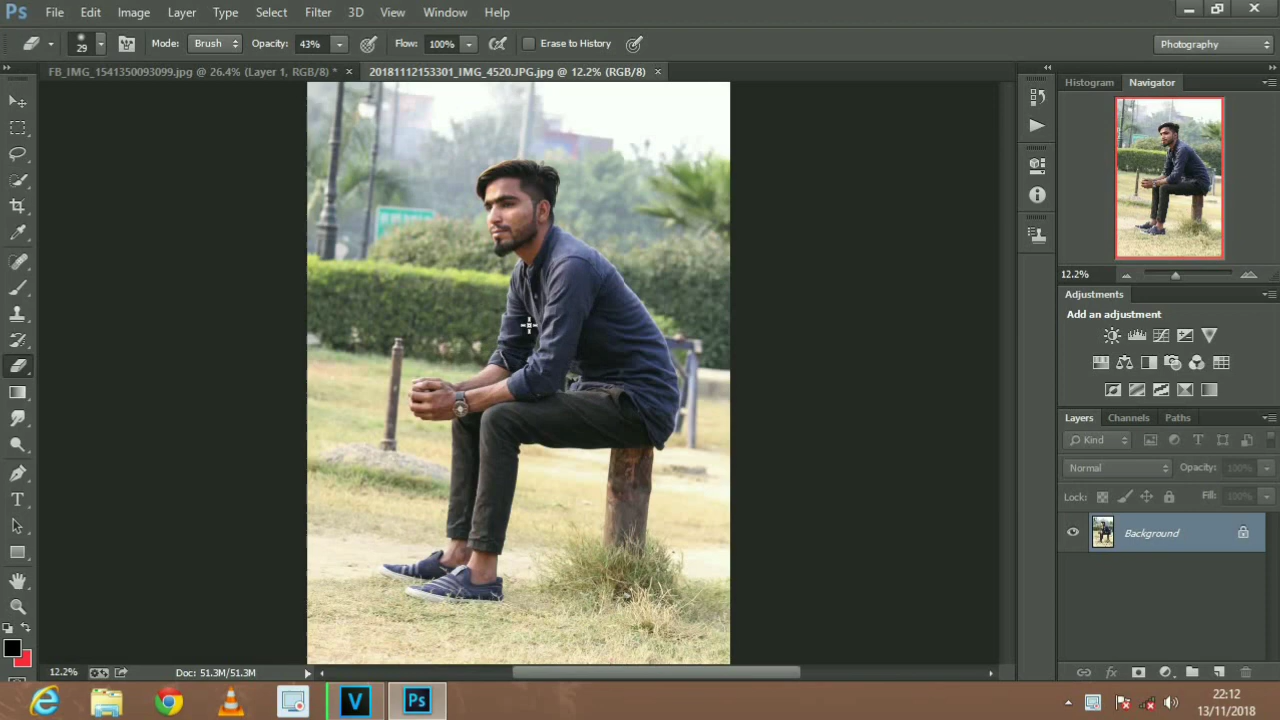 Ps File Edit Image Layer Type Select Filter 3D View Window Help
29 Mode: Brush Opacity: 43% Flow: 100% Erase to History Photography
FB_IMG_1541350093099.jpg @ 26.4% (Layer 1, RGB/8) * × 20181112153301_IMG_4520.JPG.jpg @ 12.2% (RGB/8) ×
Histogram Navigator
12.2%
Adjustments
Add an adjustment
Layers Channels Paths
Kind
Normal Opacity: 100%
Lock: Fill: 100%
Background
12.2% Doc: 51.3M/51.3M
V Ps
22:12
13/11/2018